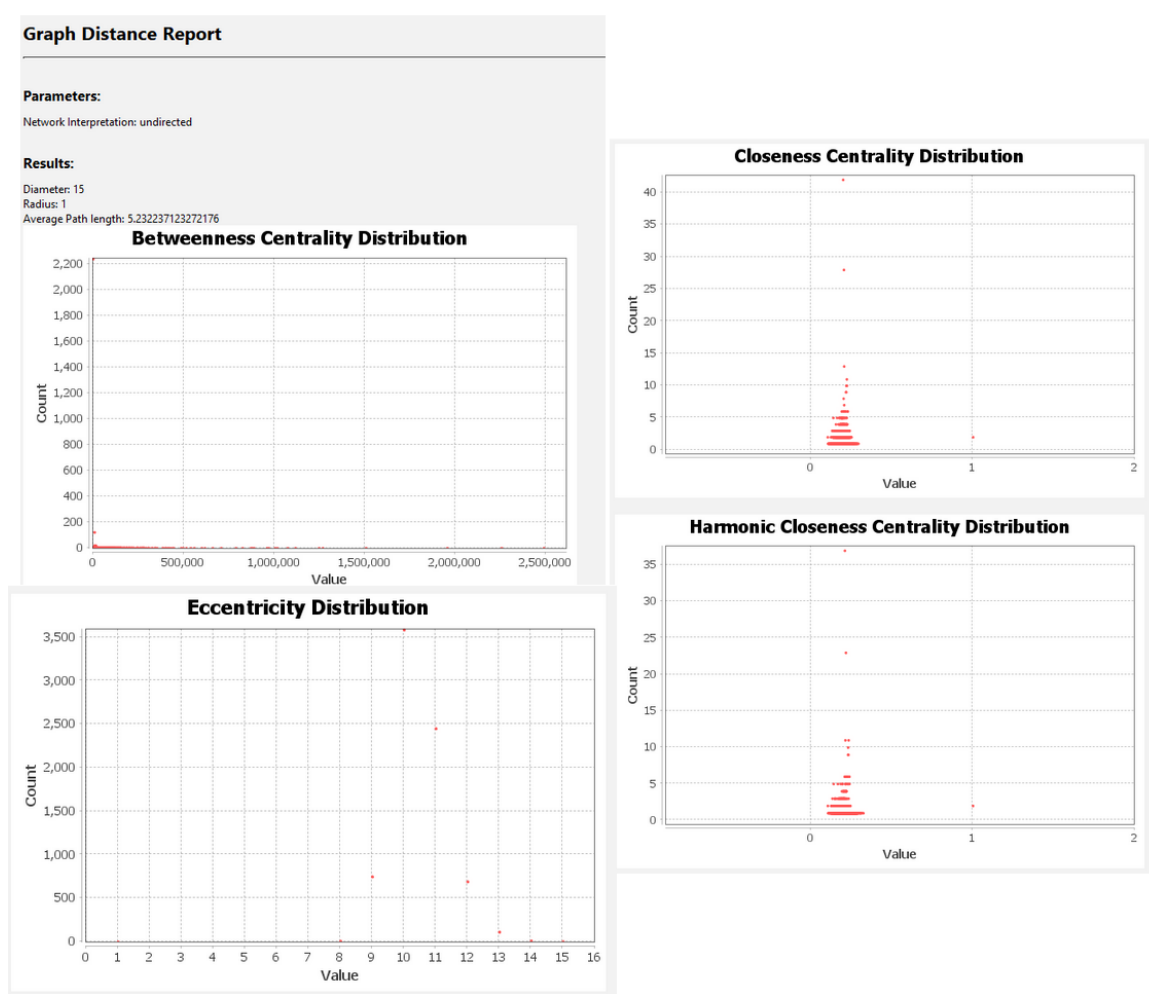 Graph Distance Report
Parameters:
Network Interpretation: undirected
Results:
Diameter: 15
Radius: 1
Average Path length: 5.232237123272176
Betweenness Centrality Distribution
2,200
2,000
1,800
1,600
1,400
1,200
1,000
800
600
400
200
0
Count
0 500,000 1,000,000 1,500,000 2,000,000 2,500,000
Value
Eccentricity Distribution
3,500
3,000
2,500
2,000
1,500
1,000
500
0
Count
0 1 2 3 4 5 6 7 8 9 10 11 12 13 14 15 16
Value
Closeness Centrality Distribution
40
35
30
25
20
15
10
5
0
Count
0 1 2
Value
Harmonic Closeness Centrality Distribution
35
30
25
20
15
10
5
0
Count
0 1 2
Value